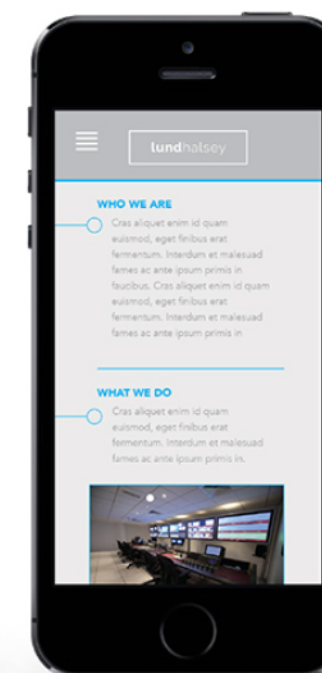 lundhalsey
WHO WE ARE
Cras aliquet enim id quam
euismod, eget finibus erat
fermentum. Interdum et malesuad
fames ac ante ipsum primis in
faucibus. Cras aliquet enim id quam
euismod, eget finibus erat
fermentum. Interdum et malesuad
fames ac ante ipsum primis in
WHAT WE DO
Cras aliquet enim id quam
euismod, eget finibus erat
fermentum. Interdum et malesuad
fames ac ante ipsum primis in.